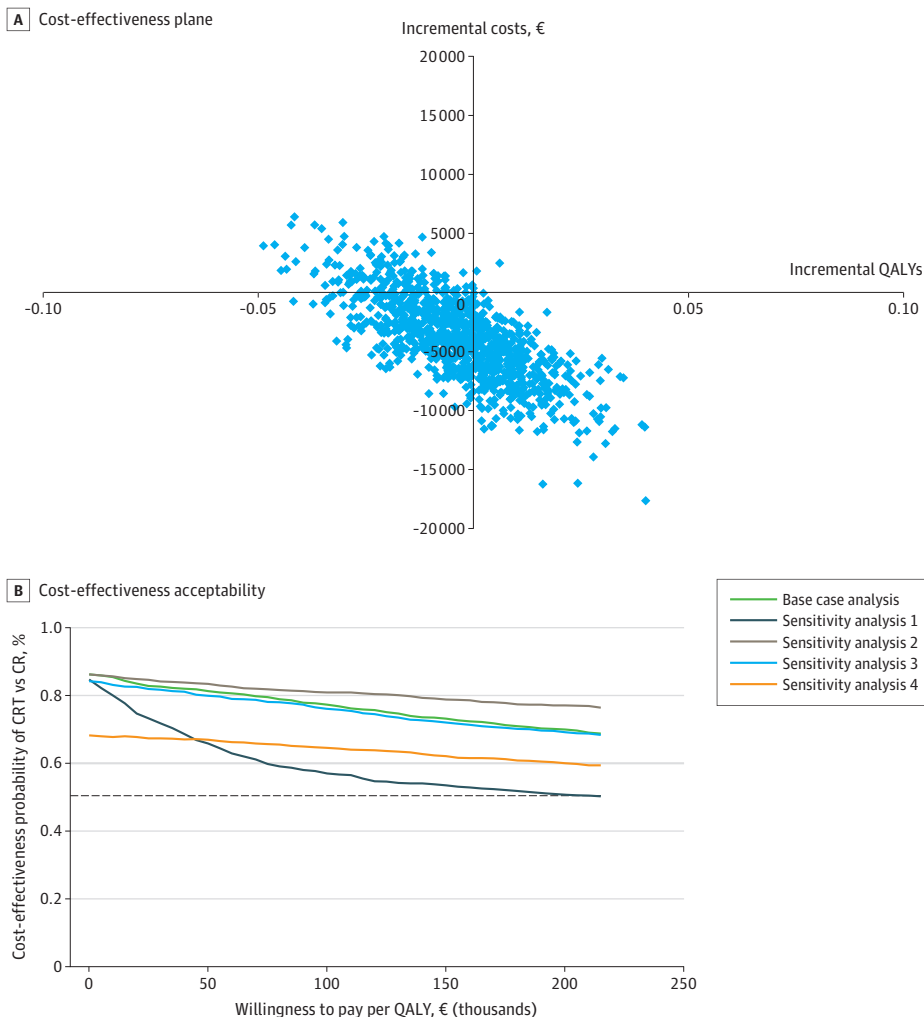 A Cost-effectiveness plane
Incremental costs, €
20000
15000
10000
5000
Incremental QALYs
-0.10
-0.05
0
0.05
0.10
-5000
-10000
-15000
-20000
B Cost-effectiveness acceptability
Base case analysis
Sensitivity analysis 1
Sensitivity analysis 2
Sensitivity analysis 3
Sensitivity analysis 4
Cost-effectiveness probability of CRT vs CR, %
1.0
0.8
0.6
0.4
0.2
0
0
50
100
150
200
250
Willingness to pay per QALY, € (thousands)